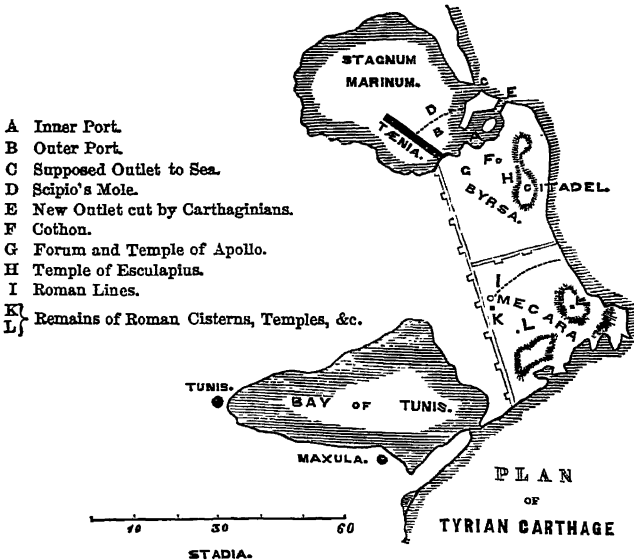 STAGNUM
MARINUM.
C
E
D
B
A
TÆNIA.
A Inner Port.
B Outer Port.
C Supposed Outlet to Sea.
D Scipio's Mole.
E New Outlet cut by Carthaginians.
F Cothon.
G Forum and Temple of Apollo.
H Temple of Esculapius.
I Roman Lines.
K
L } Remains of Roman Cisterns, Temples, &c.
F
G
H
CITADEL.
BYRSA.
I
MEGARA
K
L
K
TUNIS.
BAY OF TUNIS.
MAXULA.
PLAN
OF
TYRIAN CARTHAGE
10 30 60
STADIA.